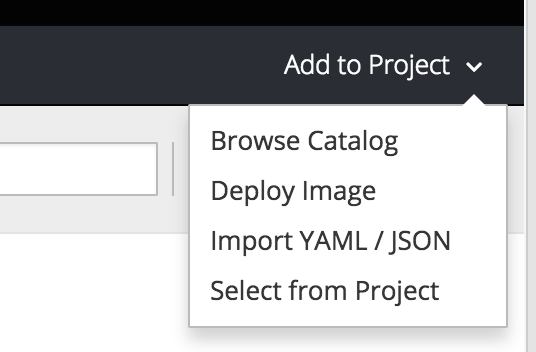 Add to Project
Browse Catalog
Deploy Image
Import YAML / JSON
Select from Project